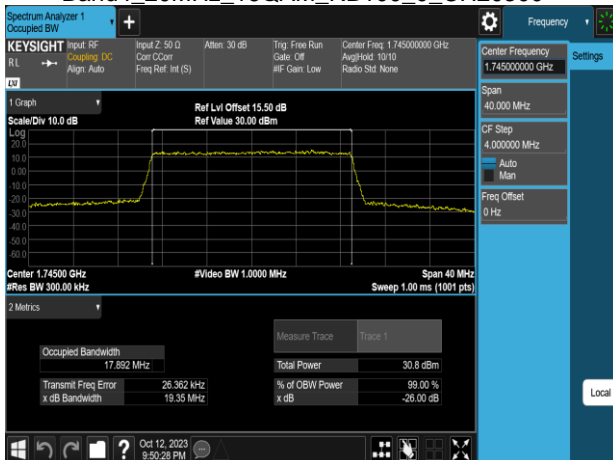 Spectrum Analyzer 1
Occupied BW
Frequency
KEYSIGHT
RL
Input: RF
Coupling: DC
Align: Auto
Input Z: 50 Ω
Corr CCorr
Freq Ref: Int (S)
Atten: 30 dB
Trig: Free Run
Gate: Off
#IF Gain: Low
Center Freq: 1.745000000 GHz
Avg|Hold: 10/10
Radio Std: None
LXI
Center Frequency
1.745000000 GHz
Settings
Span
40.000 MHz
CF Step
4.000000 MHz
Auto
Man
Freq Offset
0 Hz
Local
1 Graph
Scale/Div 10.0 dB
Ref Lvl Offset 15.50 dB
Ref Value 30.00 dBm
Log
20.0
10.0
0.00
-10.0
-20.0
-30.0
-40.0
-50.0
-60.0
Center 1.74500 GHz
#Res BW 300.00 kHz
#Video BW 1.0000 MHz
Span 40 MHz
Sweep 1.00 ms (1001 pts)
2 Metrics
Measure Trace
Trace 1
Occupied Bandwidth
17.892 MHz
Total Power
30.8 dBm
Transmit Freq Error
26.362 kHz
% of OBW Power
99.00 %
x dB Bandwidth
19.35 MHz
x dB
-26.00 dB
?
Oct 12, 2023
9:50:28 PM